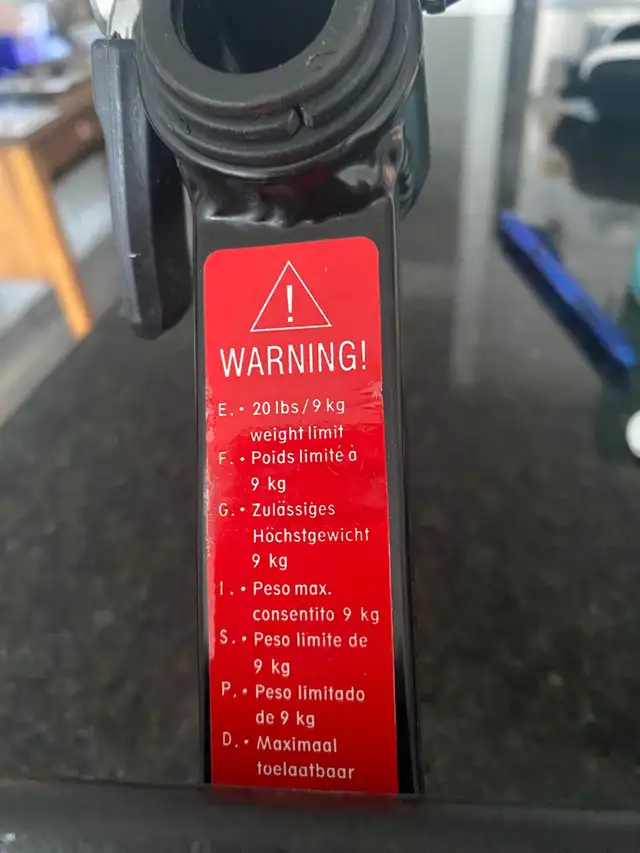 !
WARNING!
E. • 20 lbs / 9 kg
weight limit
F. • Poids limité à
9 kg
G. • Zulässiges
Höchstgewicht
9 kg
I. • Peso max.
consentito 9 kg
S. • Peso limite de
9 kg
P. • Peso limitado
de 9 kg
D. • Maximaal
toelaatbaar